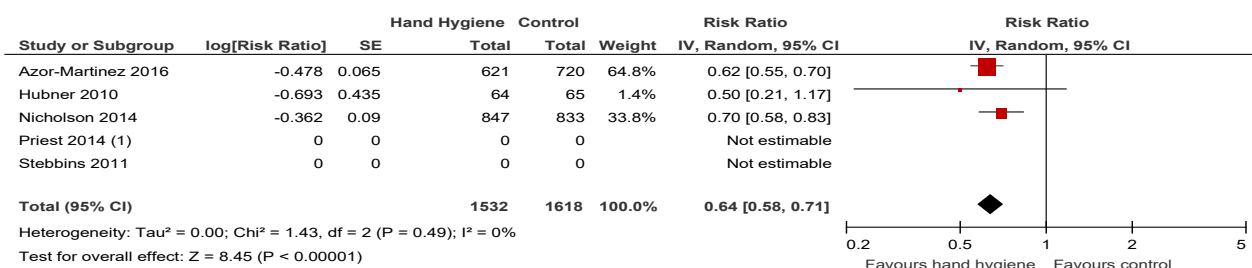 Hand Hygiene Control Risk Ratio Risk Ratio
Study or Subgroup log[Risk Ratio] SE Total Total Weight IV, Random, 95% CI IV, Random, 95% CI
Azor-Martinez 2016 -0.478 0.065 621 720 64.8% 0.62 [0.55, 0.70]
Hubner 2010 -0.693 0.435 64 65 1.4% 0.50 [0.21, 1.17]
Nicholson 2014 -0.362 0.09 847 833 33.8% 0.70 [0.58, 0.83]
Priest 2014 (1) 0 0 0 0 Not estimable
Stebbins 2011 0 0 0 0 Not estimable
Total (95% CI) 1532 1618 100.0% 0.64 [0.58, 0.71]
Heterogeneity: Tau² = 0.00; Chi² = 1.43, df = 2 (P = 0.49); I² = 0%
Test for overall effect: Z = 8.45 (P < 0.00001)
0.2 0.5 1 2 5
Favours hand hygiene Favours control